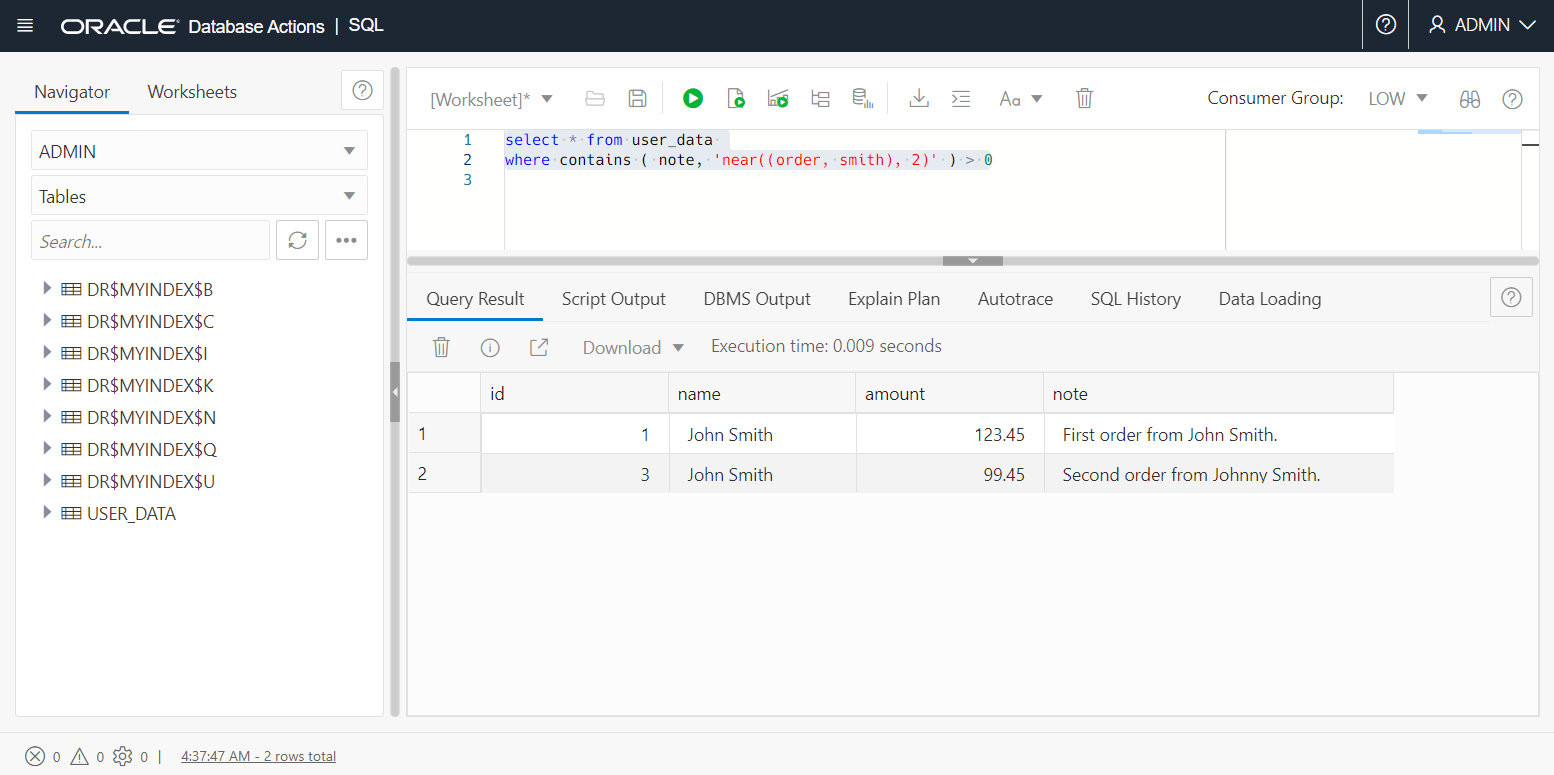 ORACLE® Database Actions | SQL
ADMIN
Navigator
Worksheets
ADMIN
Tables
Search...
DR$MYINDEX$B
DR$MYINDEX$C
DR$MYINDEX$I
DR$MYINDEX$K
DR$MYINDEX$N
DR$MYINDEX$Q
DR$MYINDEX$U
USER_DATA
[Worksheet]*
Aa
Consumer Group: LOW
1 select * from user_data
2 where contains ( note, 'near((order, smith), 2)' ) > 0
3
Query Result Script Output DBMS Output Explain Plan Autotrace SQL History Data Loading
Download Execution time: 0.009 seconds
id name amount note
1 1 John Smith 123.45 First order from John Smith.
2 3 John Smith 99.45 Second order from Johnny Smith.
0 0 0 | 4:37:47 AM - 2 rows total